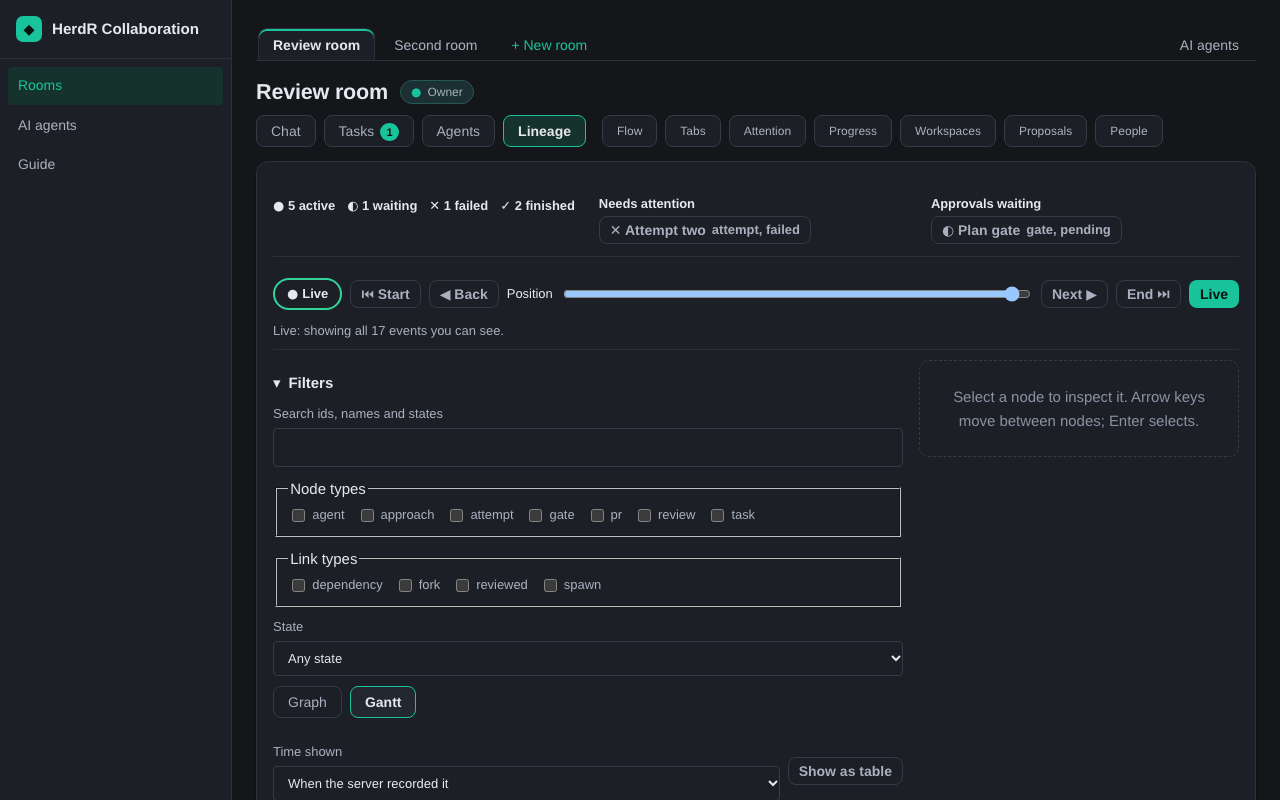 HerdR Collaboration
Rooms
AI agents
Guide
Review room
Second room
+ New room
AI agents
Review room
Owner
Chat
Tasks 1
Agents
Lineage
Flow
Tabs
Attention
Progress
Workspaces
Proposals
People
5 active
1 waiting
✕ 1 failed
✓ 2 finished
Needs attention
✕ Attempt two attempt, failed
Approvals waiting
Plan gate gate, pending
Live
Start
Back
Position
Next
End
Live
Live: showing all 17 events you can see.
Filters
Search ids, names and states
Node types
agent approach attempt gate pr review task
Link types
dependency fork reviewed spawn
State
Any state
Graph
Gantt
Time shown
When the server recorded it
Show as table
Select a node to inspect it. Arrow keys
move between nodes; Enter selects.